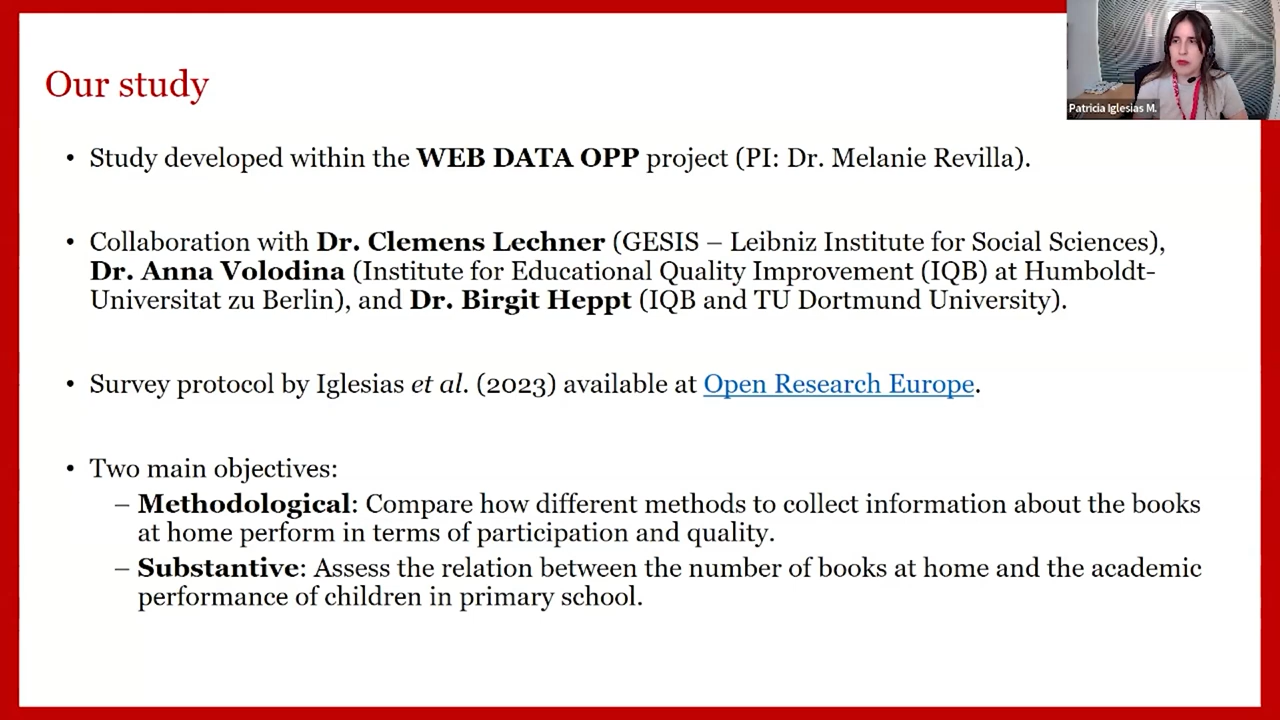 Our study
Patricia Iglesias M.
• Study developed within the WEB DATA OPP project (PI: Dr. Melanie Revilla).
• Collaboration with Dr. Clemens Lechner (GESIS – Leibniz Institute for Social Sciences),
Dr. Anna Volodina (Institute for Educational Quality Improvement (IQB) at Humboldt-
Universitat zu Berlin), and Dr. Birgit Heppt (IQB and TU Dortmund University).
• Survey protocol by Iglesias et al. (2023) available at Open Research Europe.
• Two main objectives:
– Methodological: Compare how different methods to collect information about the books
at home perform in terms of participation and quality.
– Substantive: Assess the relation between the number of books at home and the academic
performance of children in primary school.